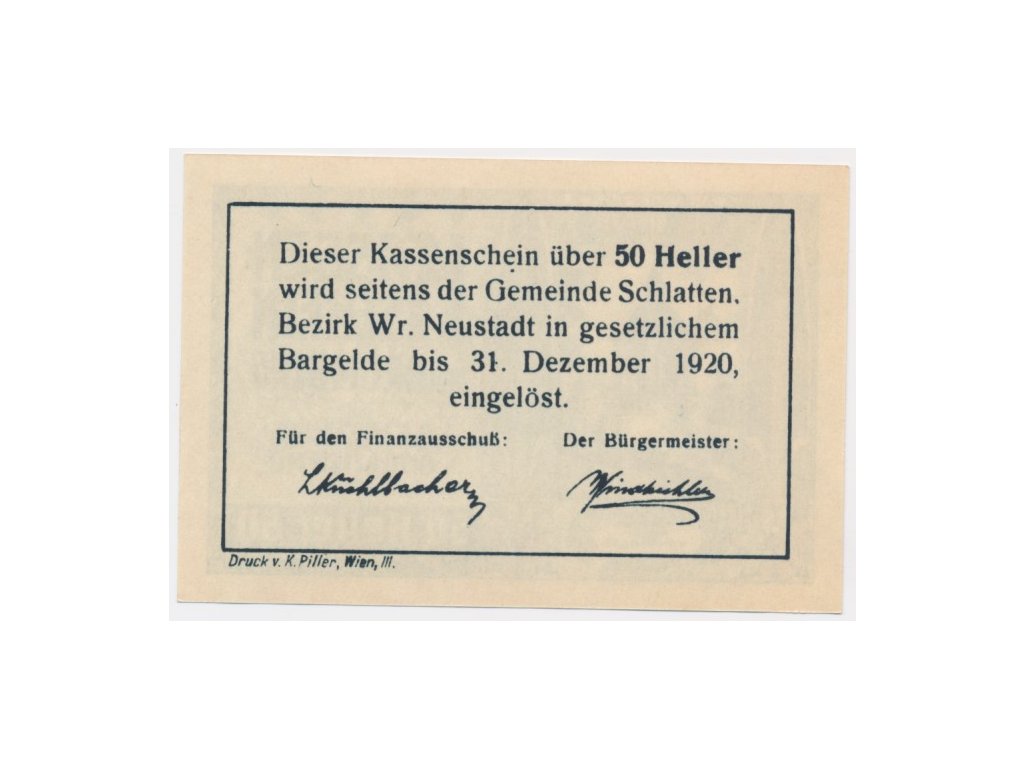 Dieser Kassenschein über 50 Heller
wird seitens der Gemeinde Schlatten,
Bezirk Wr. Neustadt in gesetzlichem
Bargelde bis 31. Dezember 1920,
eingelöst.
Für den Finanzausschuß: Der Bürgermeister:
Windbichler
Druck v. K. Piller, Wien, III.